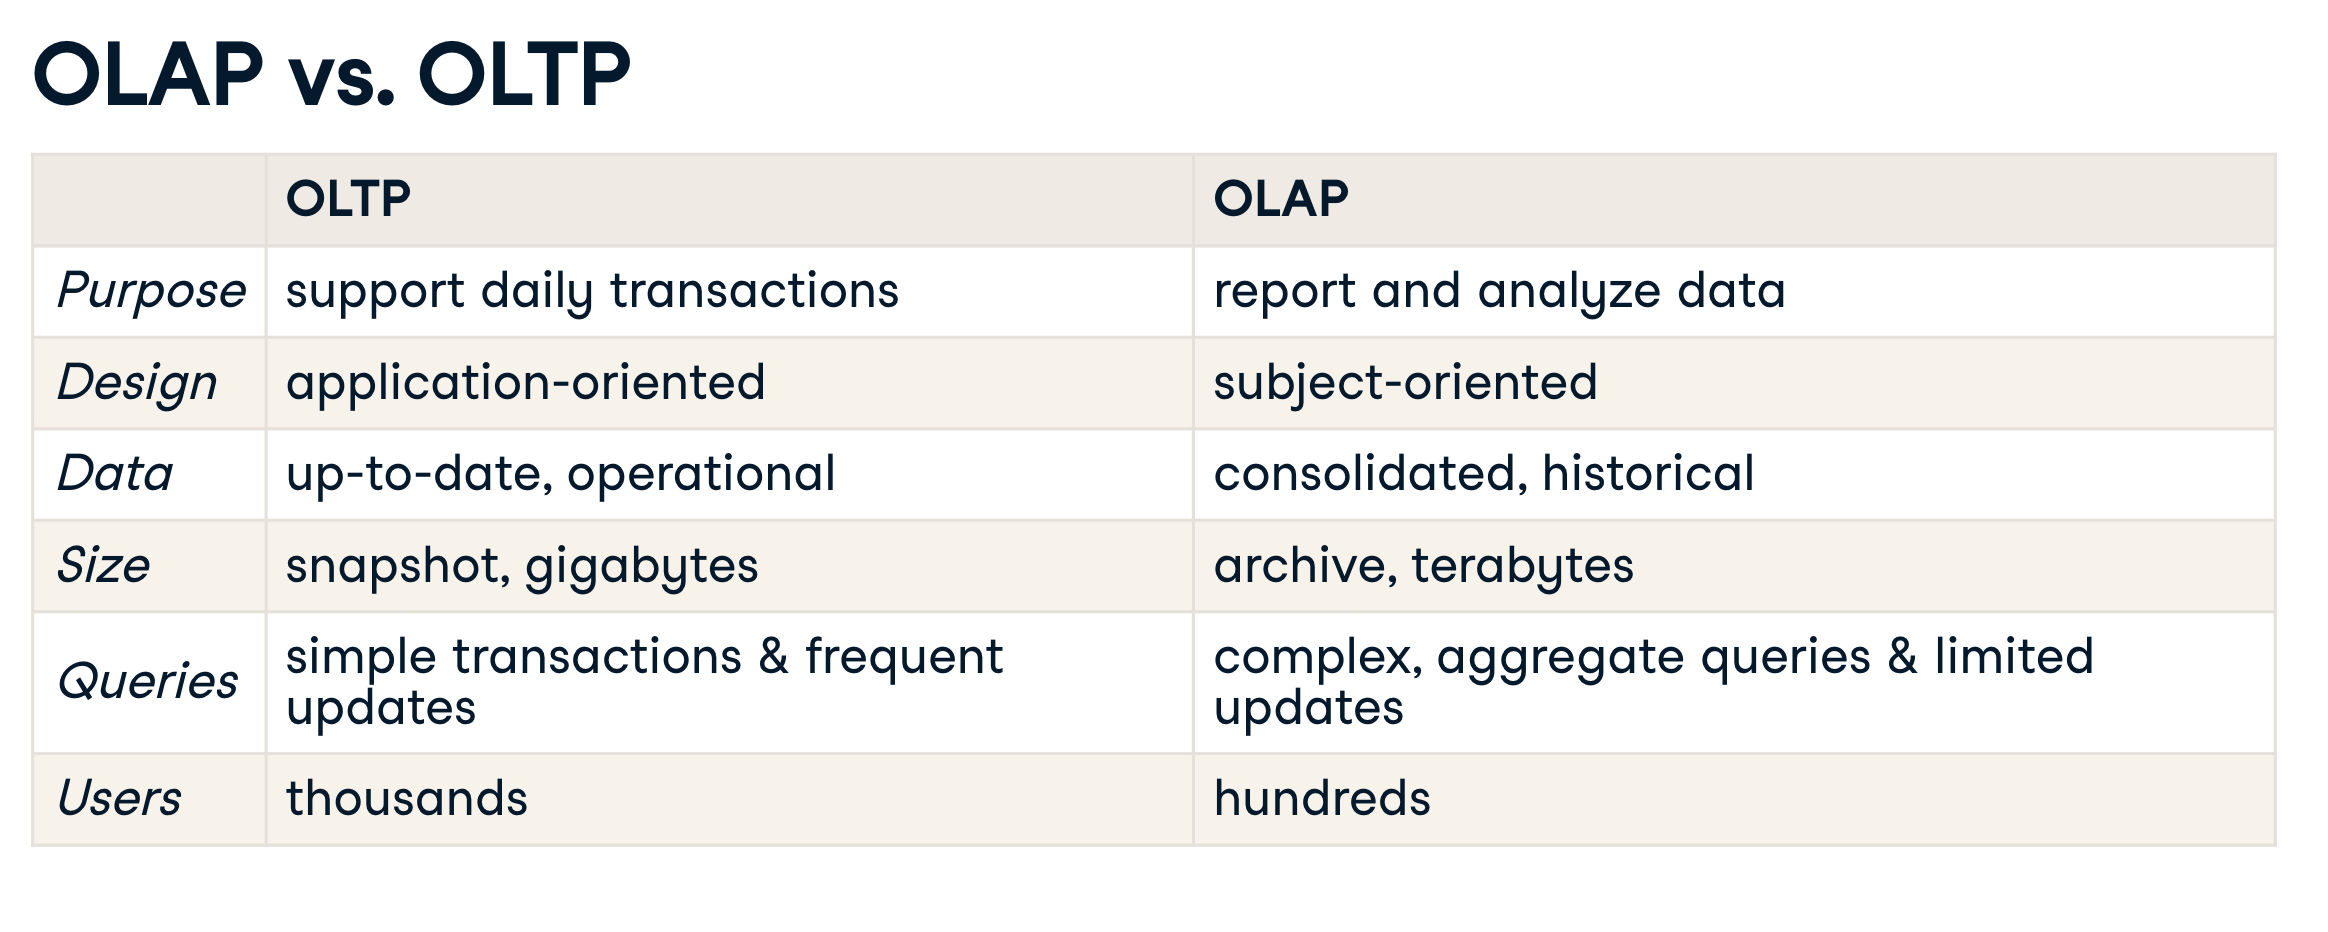 OLAP vs. OLTP
OLTP OLAP
Purpose support daily transactions report and analyze data
Design application-oriented subject-oriented
Data up-to-date, operational consolidated, historical
Size snapshot, gigabytes archive, terabytes
Queries simple transactions & frequent updates complex, aggregate queries & limited updates
Users thousands hundreds